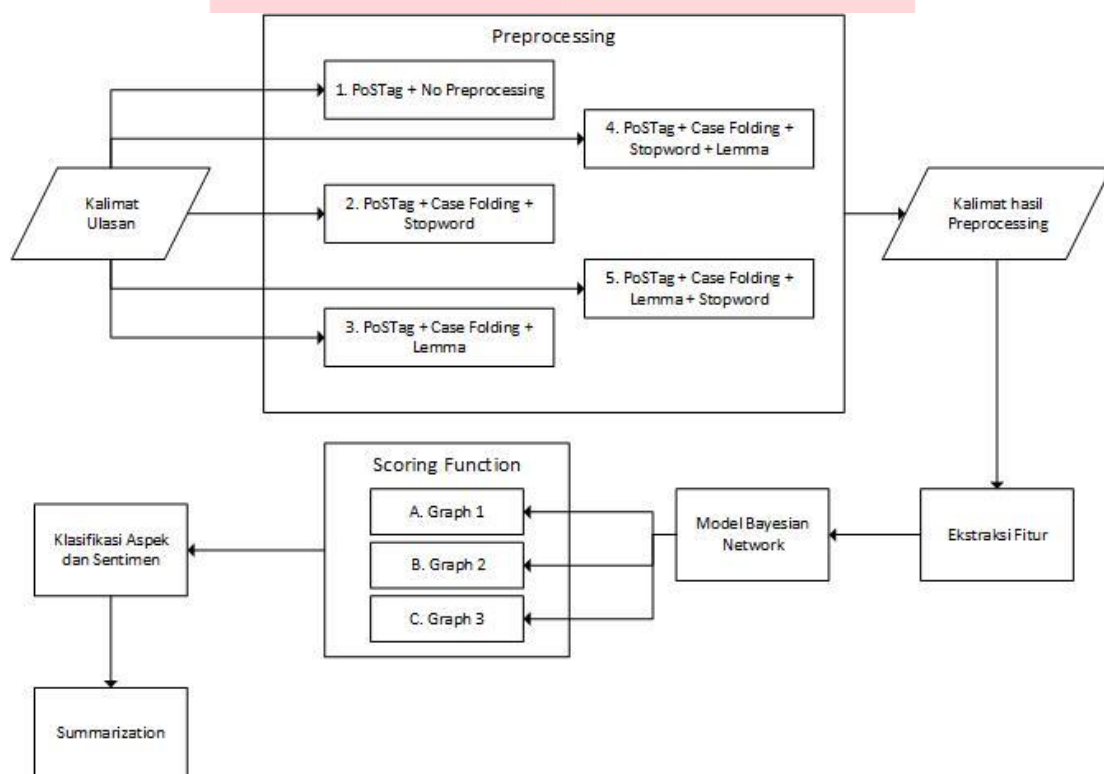 Preprocessing
1. PoSTag + No Preprocessing
4. PoSTag + Case Folding +
Stopword + Lemma
Kalimat
Ulasan
2. PoSTag + Case Folding +
Stopword
Kalimat hasil
Preprocessing
5. PoSTag + Case Folding +
Lemma + Stopword
3. PoSTag + Case Folding +
Lemma
Scoring Function
A. Graph 1
B. Graph 2
C. Graph 3
Klasifikasi Aspek
dan Sentimen
Model Bayesian
Network
Ekstraksi Fitur
Summarization